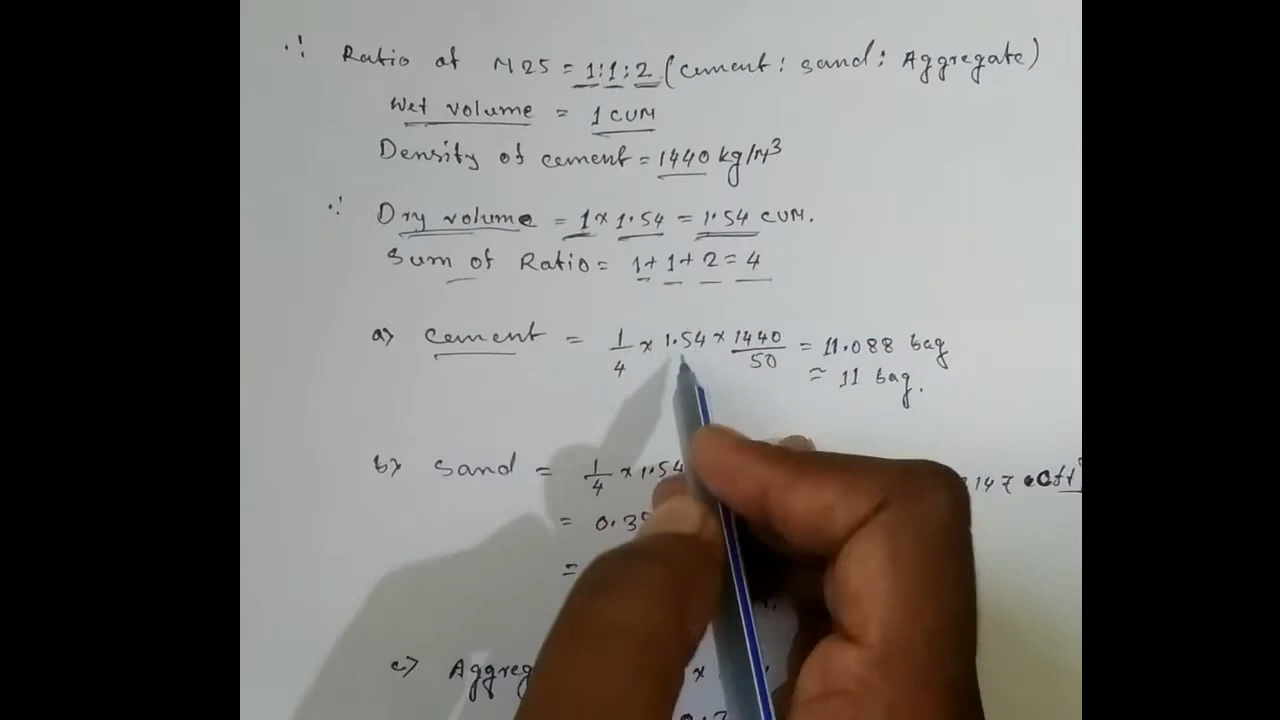 ∴ Ratio of M25 = 1:1:2 (cement: sand: Aggregate)
Wet volume = 1 CUM
Density of cement = 1440 kg/M³
∴ Dry volume = 1 × 1.54 = 1.54 CUM.
Sum of Ratio = 1+1+2=4
a) Cement = 1/4 × 1.54 × 1440/50 = 11.088 bag
≈ 11 bag.
b) Sand = 1/4 × 1.54 147 cft
= 0.3
=
c) Aggreg ×